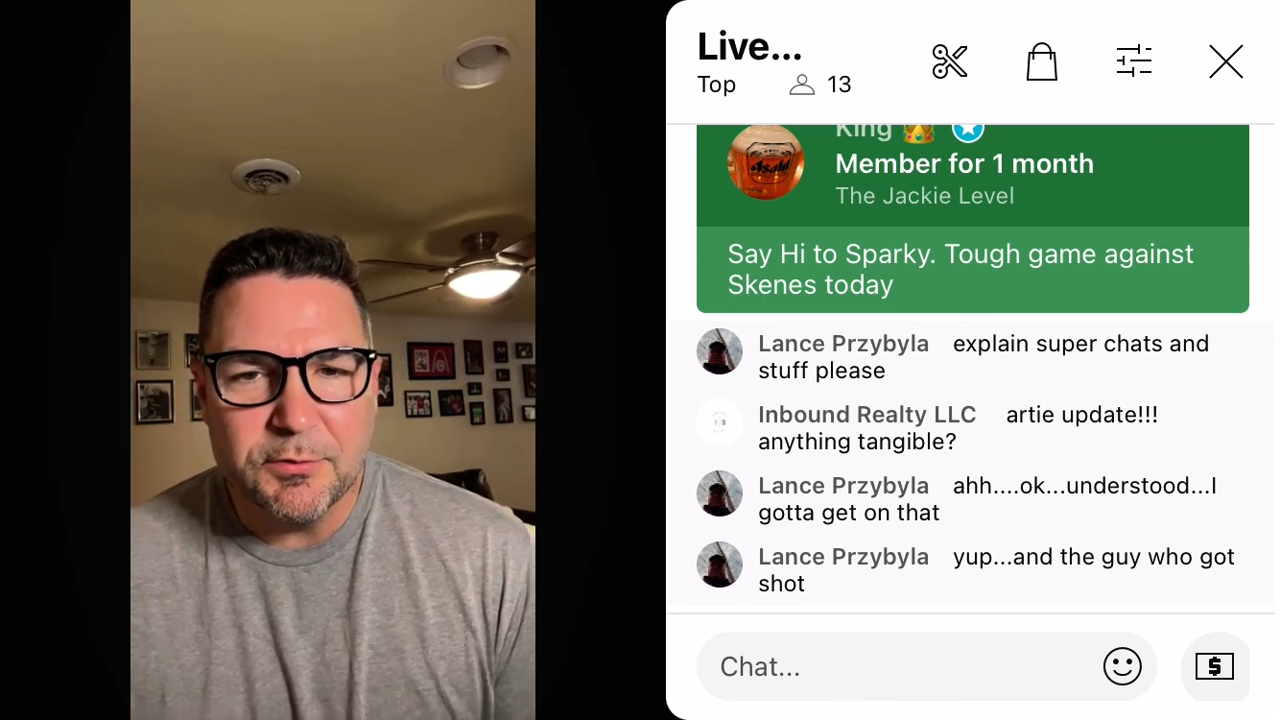 Live...
Top 13
King
Member for 1 month
The Jackie Level
Say Hi to Sparky. Tough game against
Skenes today
Lance Przybyla explain super chats and
stuff please
Inbound Realty LLC artie update!!!
anything tangible?
Lance Przybyla ahh....ok...understood...I
gotta get on that
Lance Przybyla yup...and the guy who got
shot
Chat...
$
Asahi